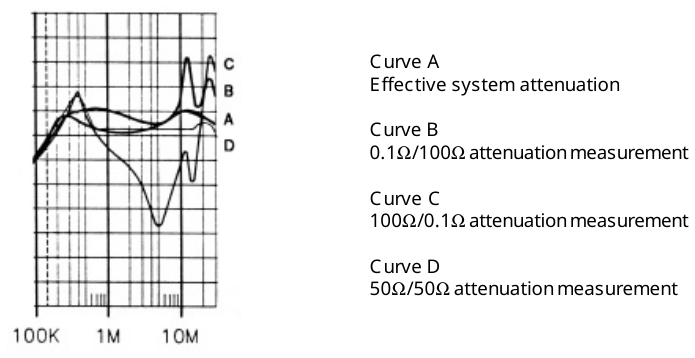 C
B
A
D
100K 1M 10M
Curve A
Effective system attenuation
Curve B
0.1Ω/100Ω attenuation measurement
Curve C
100Ω/0.1Ω attenuation measurement
Curve D
50Ω/50Ω attenuation measurement